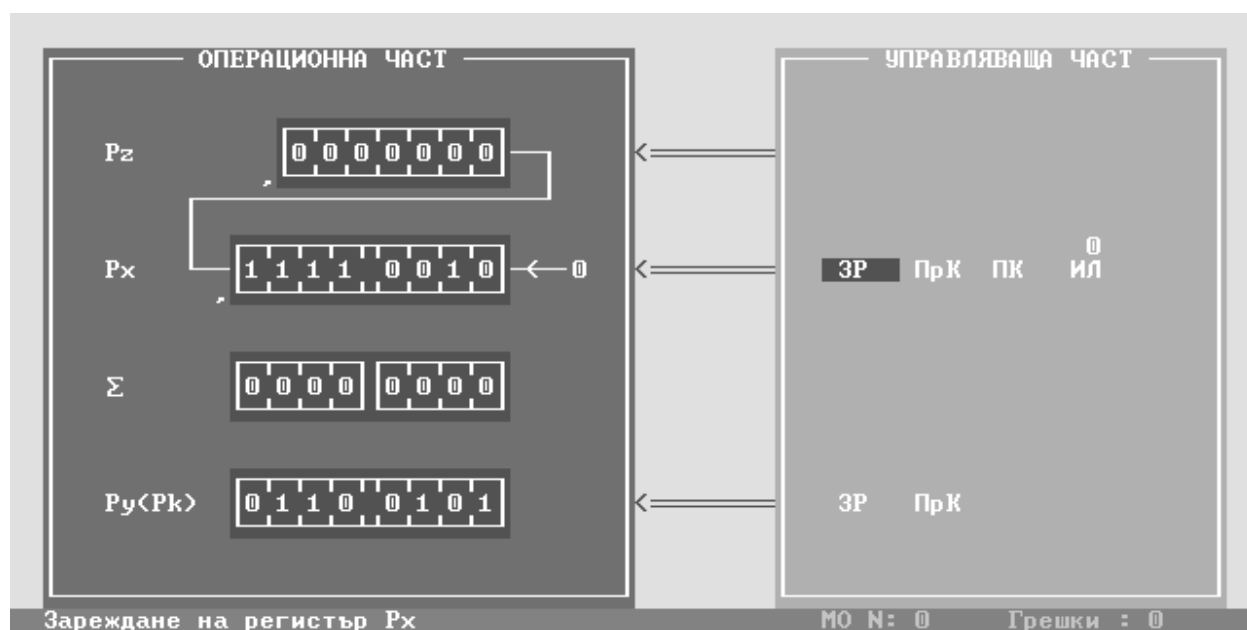 ОПЕРАЦИОННА ЧАСТ УПРАВЛЯВАЩА ЧАСТ
Pz 0 0 0 0 0 0 0
0
Px 1 1 1 1 0 0 1 0 0 ЗР ПрК ПК ИЛ
Σ 0 0 0 0 0 0 0 0
Py(Pk) 0 1 1 0 0 1 0 1 ЗР ПрК
Зареждане на регистър Px МО N: 0 Грешки : 0